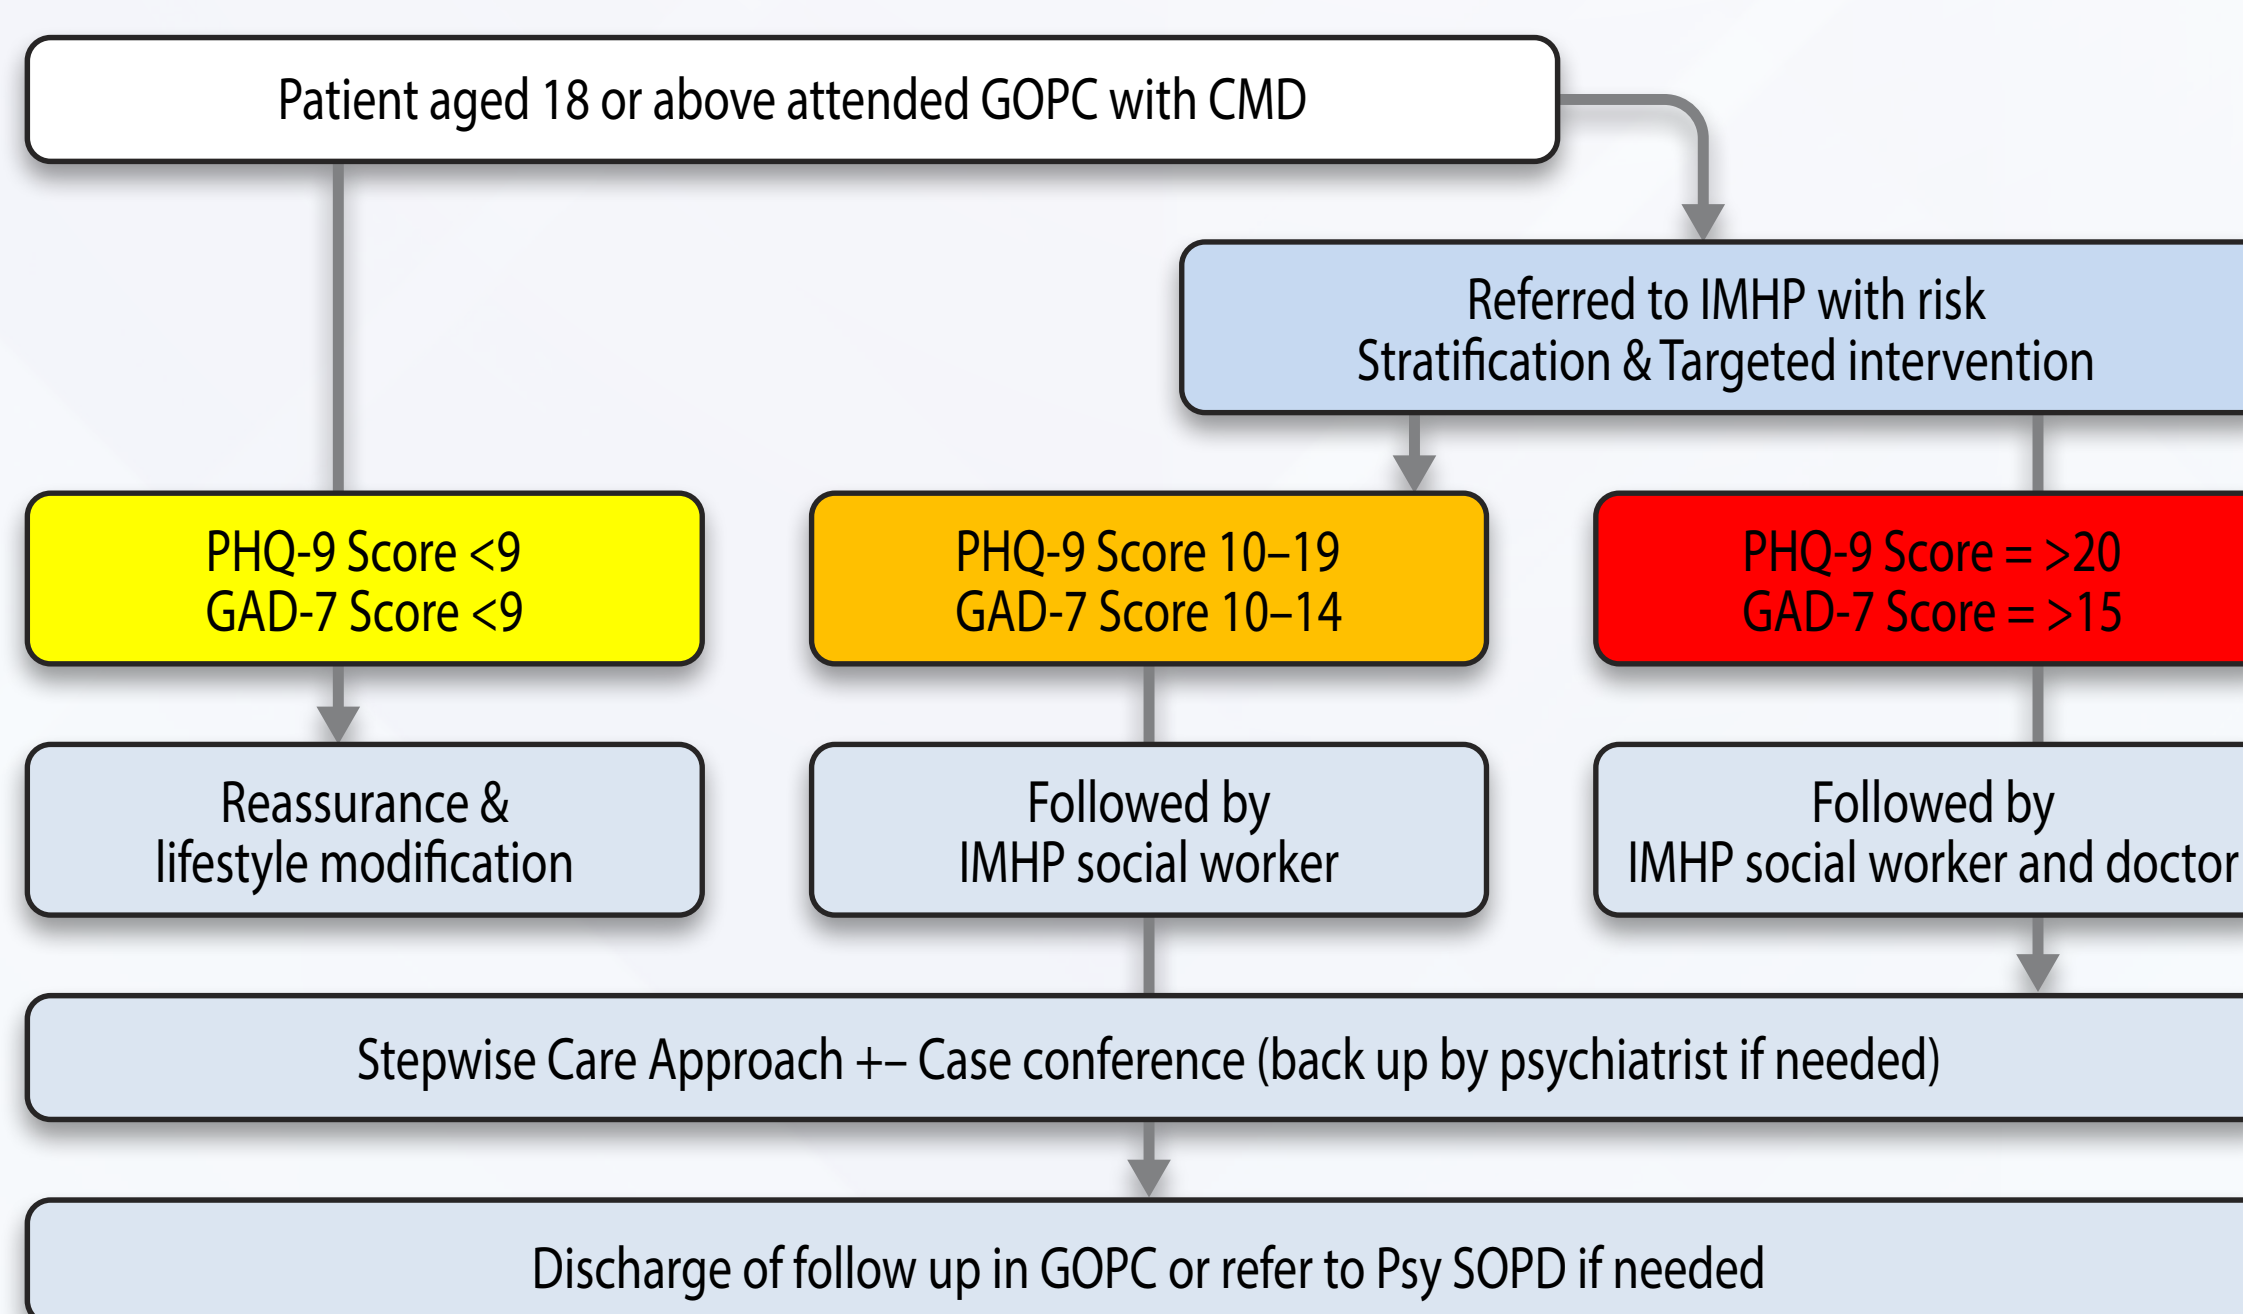 Patient aged 18 or above attended GOPC with CMD
Referred to IMHP with risk
Stratification & Targeted intervention
PHQ-9 Score <9
GAD-7 Score <9
PHQ-9 Score 10–19
GAD-7 Score 10–14
PHQ-9 Score = >20
GAD-7 Score = >15
Reassurance &
lifestyle modification
Followed by
IMHP social worker
Followed by
IMHP social worker and doctor
Stepwise Care Approach +– Case conference (back up by psychiatrist if needed)
Discharge of follow up in GOPC or refer to Psy SOPD if needed